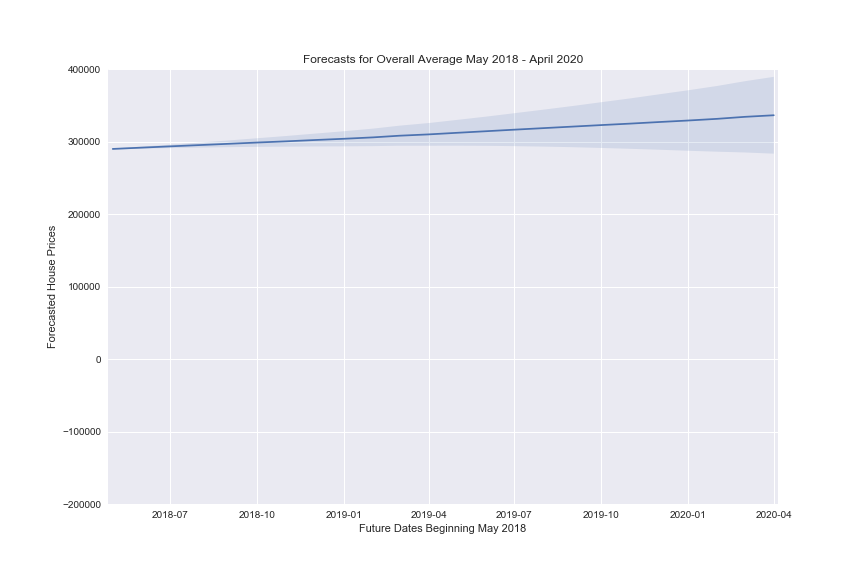 Forecasts for Overall Average May 2018 - April 2020
400000
300000
200000
100000
0
−100000
−200000
Forecasted House Prices
2018-07 2018-10 2019-01 2019-04 2019-07 2019-10 2020-01 2020-04
Future Dates Beginning May 2018